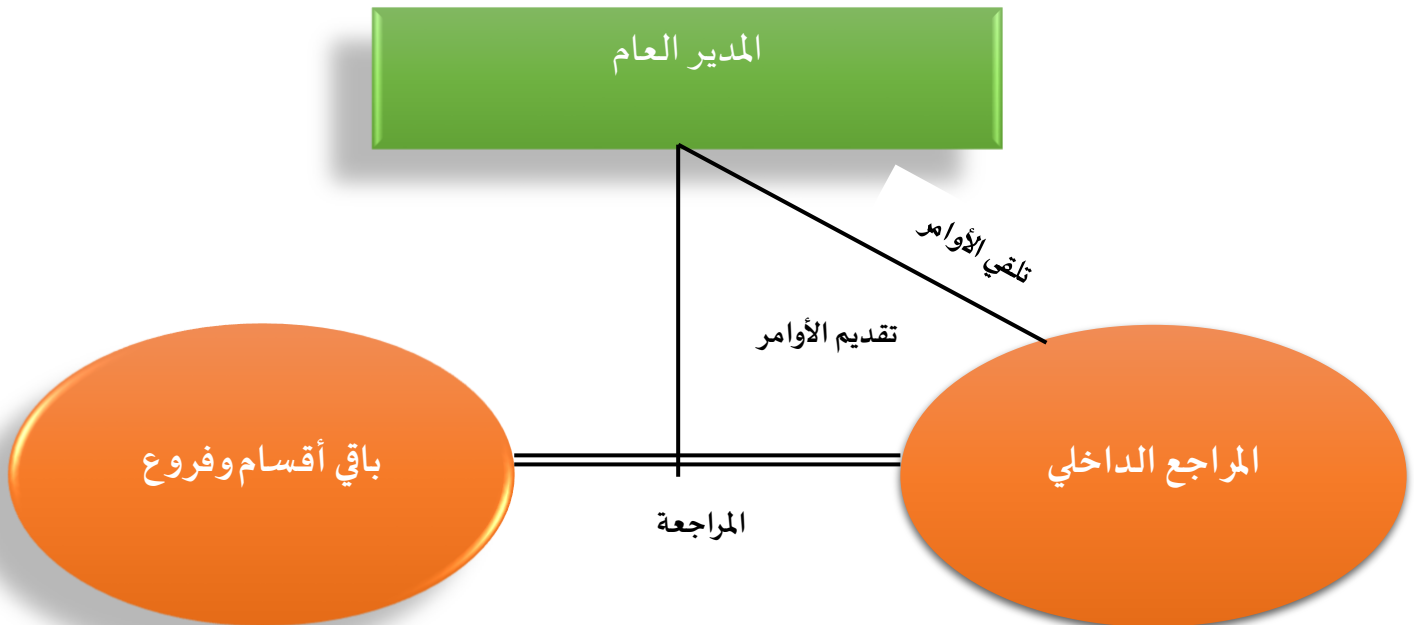 المدير العام
تلقي الأوامر
تقديم الأوامر
المراجع الداخلي
باقي أقسام وفروع
المراجعة